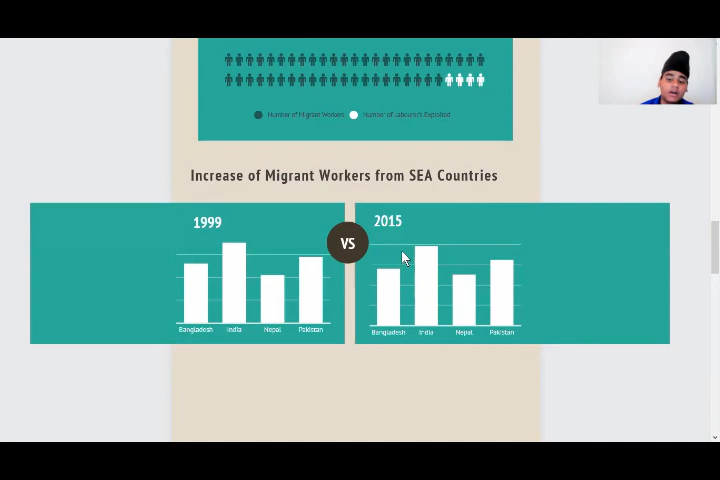 Number of Migrant Workers Number of Labourer's Exploited
Increase of Migrant Workers from SEA Countries
1999
VS
2015
Bangladesh India Nepal Pakistan
Bangladesh India Nepal Pakistan